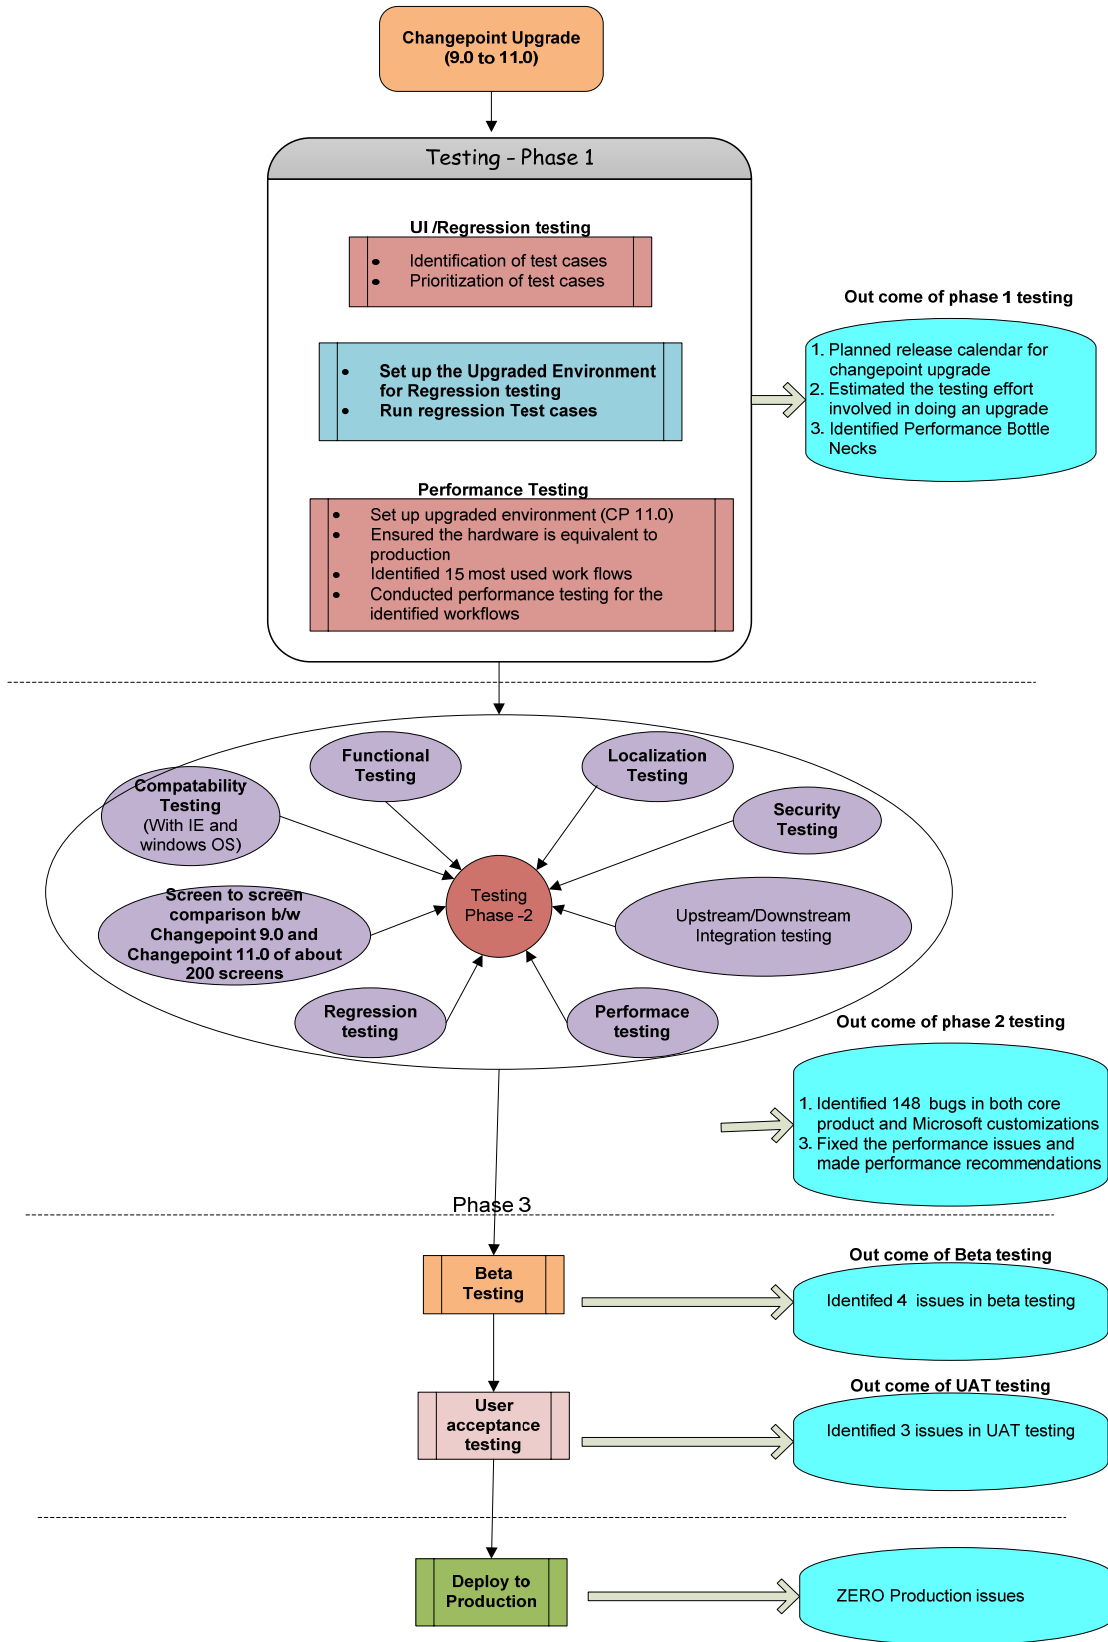 Changepoint Upgrade
(9.0 to 11.0)
Testing - Phase 1
UI /Regression testing
• Identification of test cases
• Prioritization of test cases
• Set up the Upgraded Environment
for Regression testing
• Run regression Test cases
Performance Testing
• Set up upgraded environment (CP 11.0)
• Ensured the hardware is equivalent to
production
• Identified 15 most used work flows
• Conducted performance testing for the
identified workflows
Out come of phase 1 testing
1. Planned release calendar for
changepoint upgrade
2. Estimated the testing effort
involved in doing an upgrade
3. Identified Performance Bottle
Necks
Functional
Testing
Localization
Testing
Compatability
Testing
(With IE and
windows OS)
Security
Testing
Testing
Phase -2
Screen to screen
comparison b/w
Changepoint 9.0 and
Changepoint 11.0 of about
200 screens
Upstream/Downstream
Integration testing
Regression
testing
Performace
testing
Out come of phase 2 testing
1. Identified 148 bugs in both core
product and Microsoft customizations
3. Fixed the performance issues and
made performance recommendations
Phase 3
Beta
Testing
Out come of Beta testing
Identifed 4 issues in beta testing
User
acceptance
testing
Out come of UAT testing
Identified 3 issues in UAT testing
Deploy to
Production
ZERO Production issues